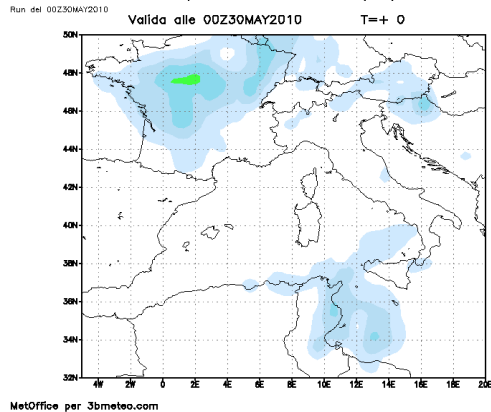 Run del 00Z30MAY2010
Valida alle 00Z30MAY2010 T=+ 0
50N
48N
46N
44N
42N
40N
38N
36N
34N
32N
4W 2W 0 2E 4E 6E 8E 10E 12E 14E 16E 18E 20E
MetOffice per 3bmeteo.com